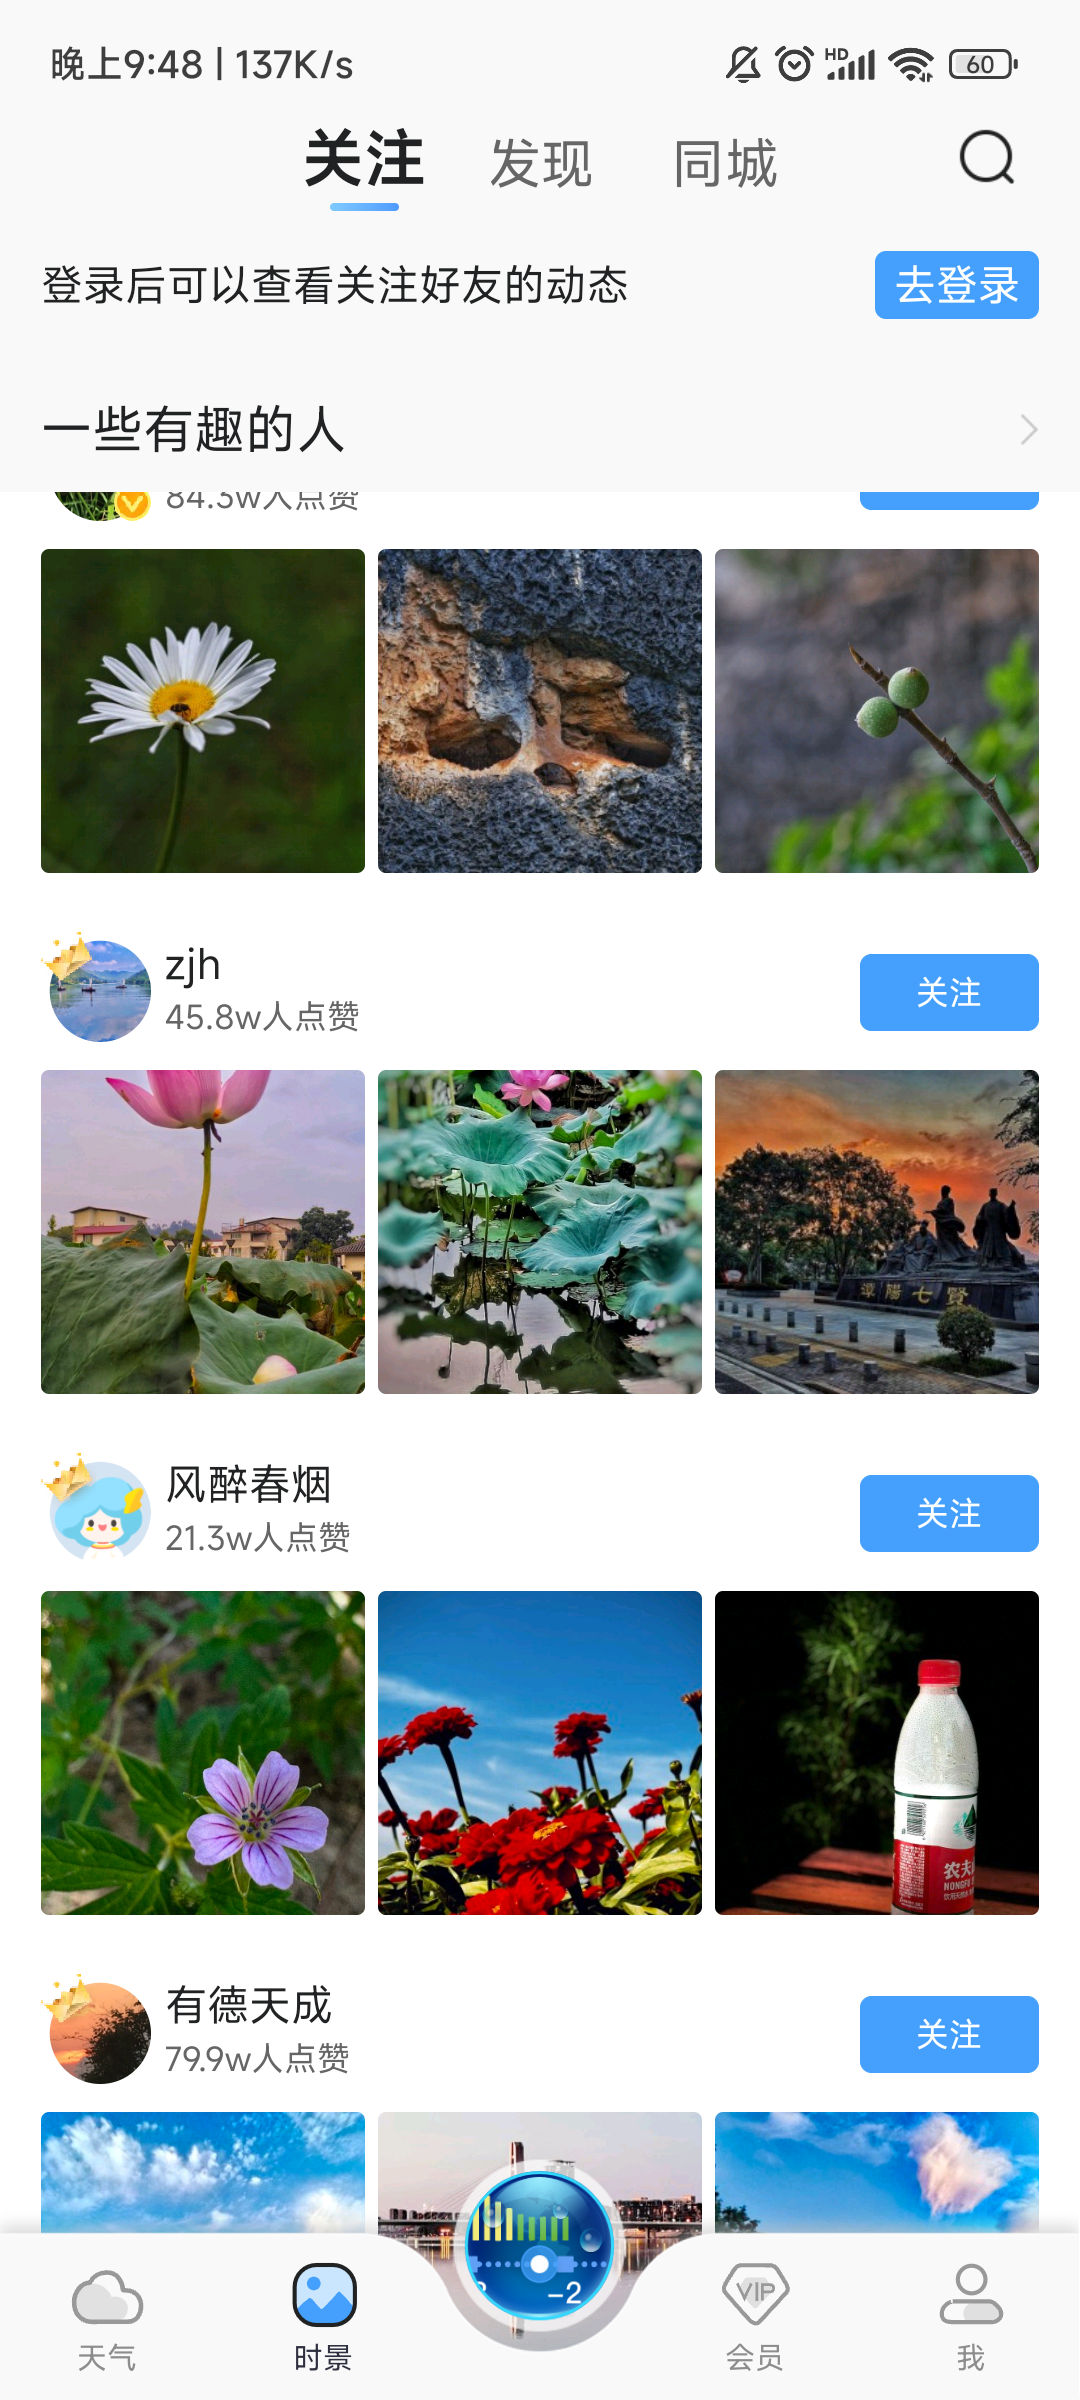 晚上9:48 | 137K/s
HD
60
关注 发现 同城
登录后可以查看关注好友的动态 去登录
一些有趣的人
84.3w人点赞
zjh
45.8w人点赞
关注
漳陽七賢
风醉春烟
21.3w人点赞
关注
农夫
NONGFU
有德天成
79.9w人点赞
关注
-2
天气 时景 VIP 会员 我